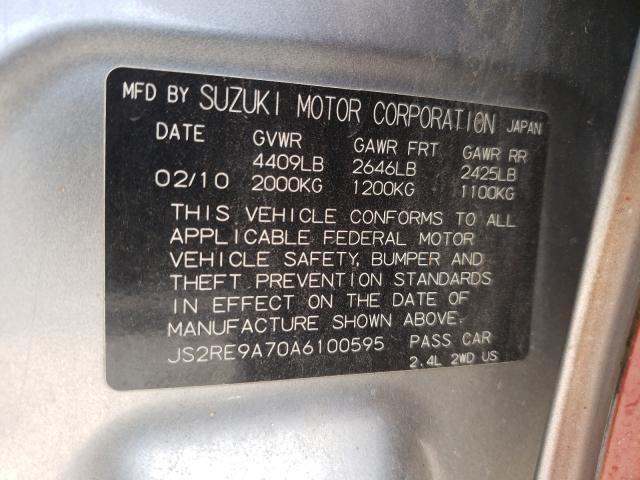 MFD BY SUZUKI MOTOR CORPORATION JAPAN
DATE GVWR GAWR FRT GAWR RR
4409LB 2646LB 2425LB
02/10 2000KG 1200KG 1100KG
THIS VEHICLE CONFORMS TO ALL
APPLICABLE FEDERAL MOTOR
VEHICLE SAFETY, BUMPER AND
THEFT PREVENTION STANDARDS
IN EFFECT ON THE DATE OF
MANUFACTURE SHOWN ABOVE.
JS2RE9A70A6100595 PASS CAR
2.4L 2WD US